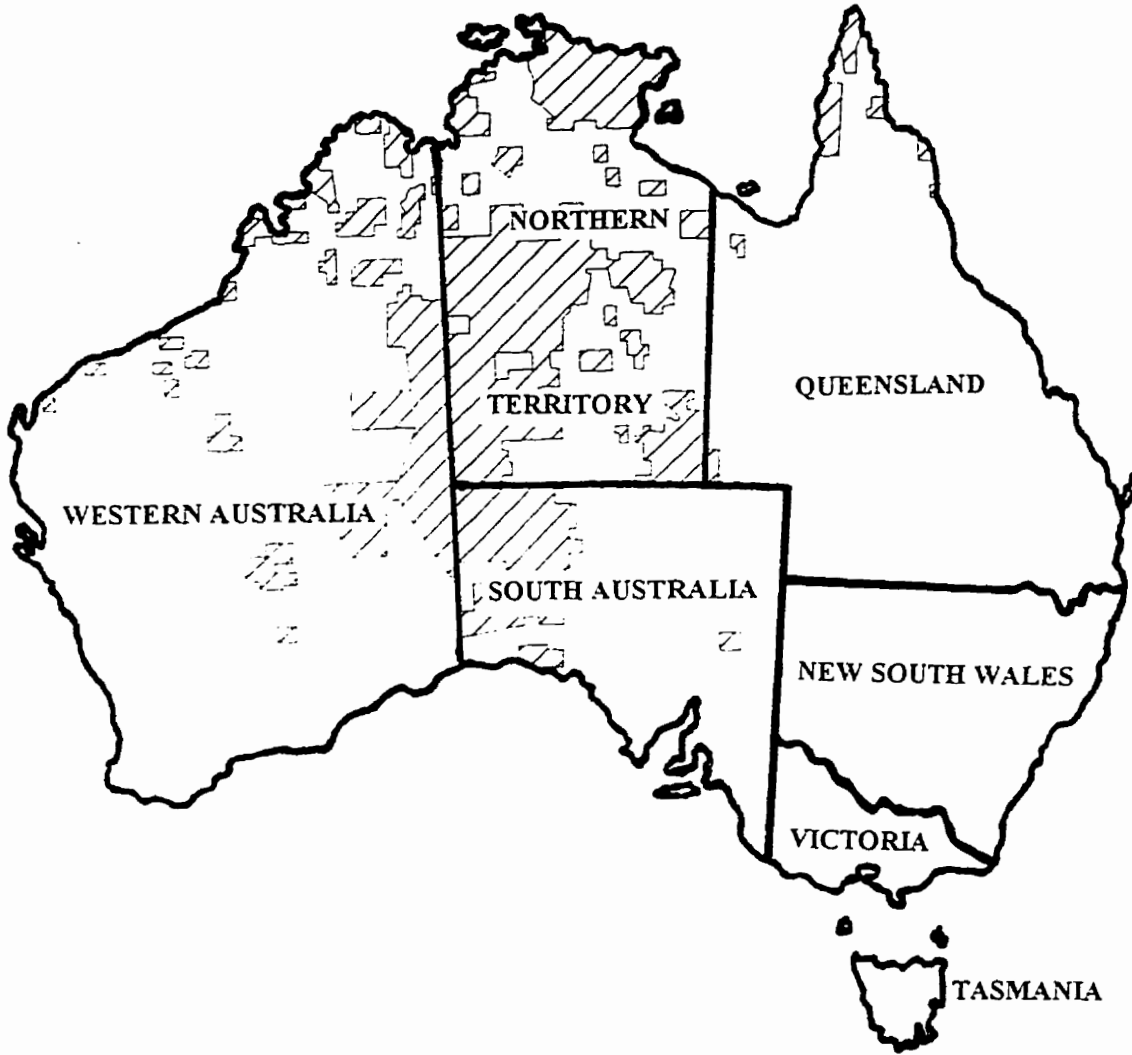 NORTHERN
TERRITORY
QUEENSLAND
WESTERN AUSTRALIA
SOUTH AUSTRALIA
NEW SOUTH WALES
VICTORIA
TASMANIA